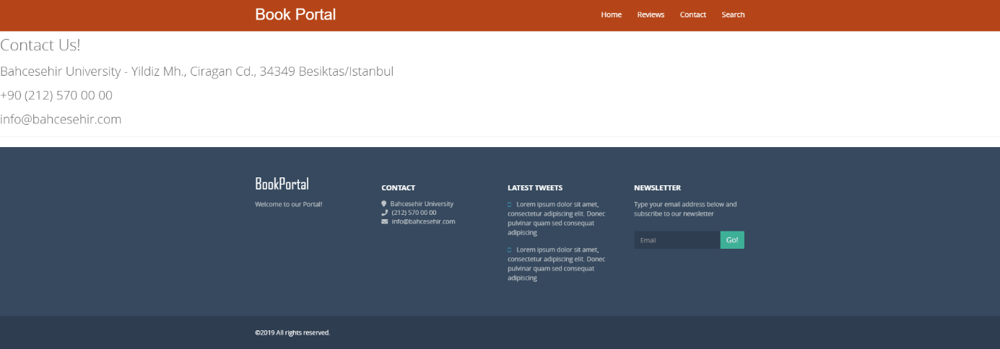 Book Portal
Home
Reviews
Contact
Search
Contact Us!
Bahcesehir University - Yildiz Mh., Ciragan Cd., 34349 Besiktas/Istanbul
+90 (212) 570 00 00
info@bahcesehir.com
BookPortal
Welcome to our Portal!
CONTACT
Bahcesehir University
(212) 570 00 00
info@bahcesehir.com
LATEST TWEETS
Lorem ipsum dolor sit amet,
consectetur adipiscing elit. Donec
pulvinar quam sed consequat
adipiscing
Lorem ipsum dolor sit amet,
consectetur adipiscing elit. Donec
pulvinar quam sed consequat
adipiscing
NEWSLETTER
Type your email address below and
subscribe to our newsletter
Email
Go!
©2019 All rights reserved.